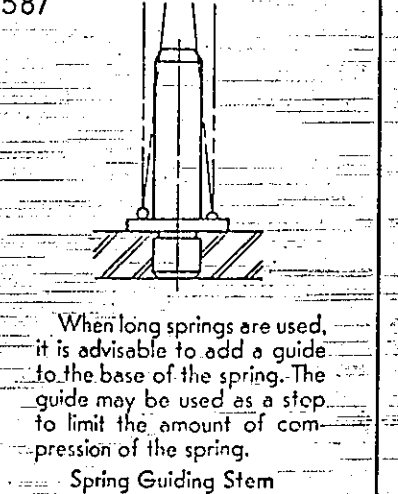 587
When long springs are used,
it is advisable to add a guide
to the base of the spring. The
guide may be used as a stop
to limit the amount of com-
pression of the spring.
Spring Guiding Stem